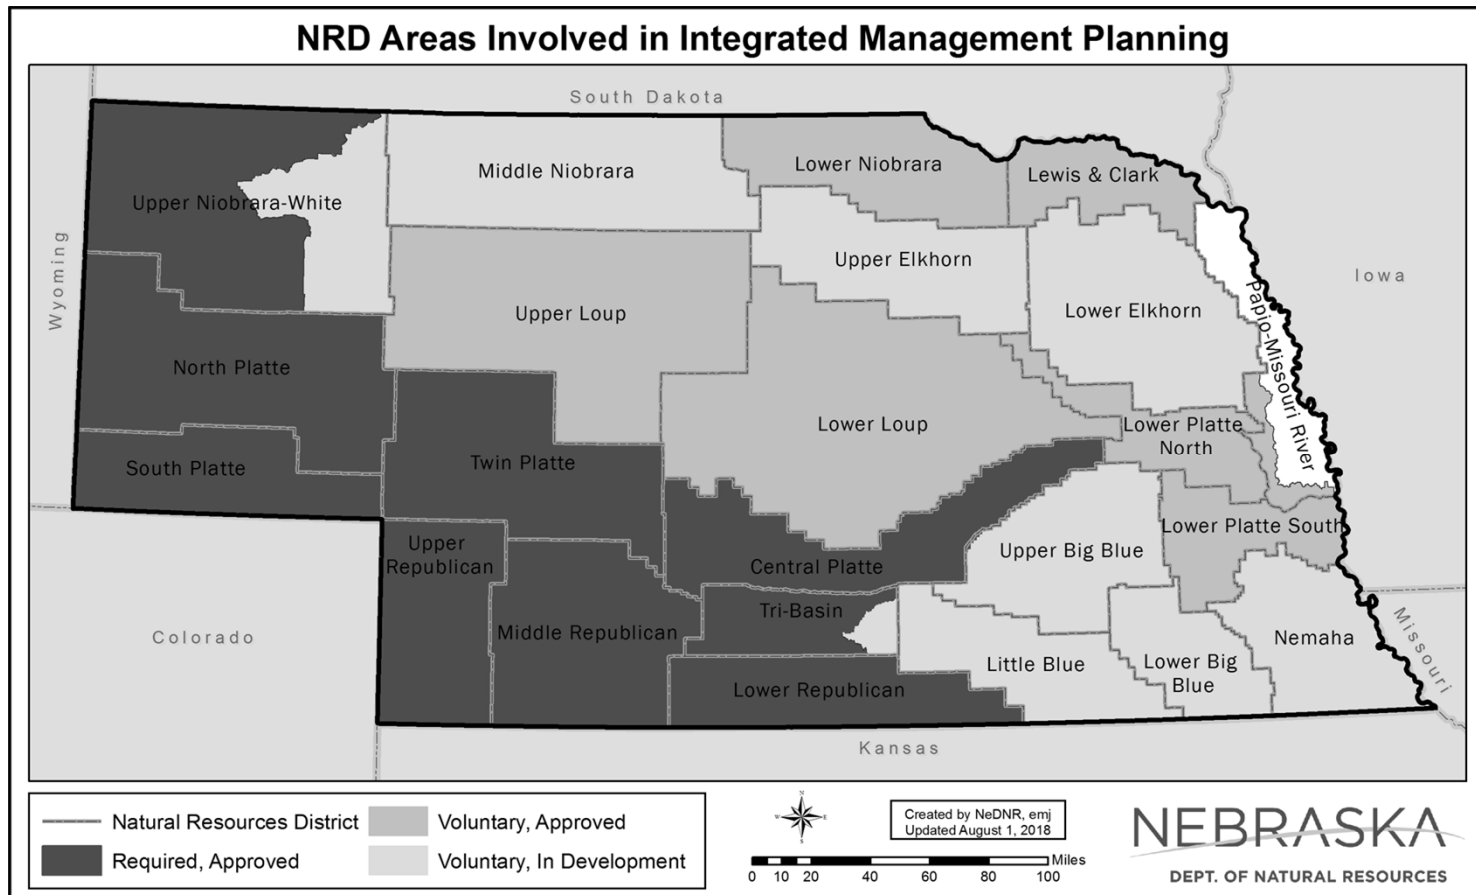 NRD Areas Involved in Integrated Management Planning
South Dakota
Middle Niobrara
Lower Niobrara
Lewis & Clark
Upper Niobrara-White
Wyoming
Upper Elkhorn
Iowa
Upper Loup
Lower Elkhorn
Papio-Missouri River
North Platte
Lower Loup
Lower Platte
North
South Platte
Twin Platte
Lower Platte South
Upper
Republican
Central Platte
Upper Big Blue
Tri-Basin
Colorado
Middle Republican
Nemaha
Missouri
Little Blue
Lower Big
Blue
Lower Republican
Kansas
Natural Resources District
Voluntary, Approved
Required, Approved
Voluntary, In Development
N
W
E
S
Created by NeDNR, emj
Updated August 1, 2018
Miles
0 10 20 40 60 80 100
NEBRASKA
DEPT. OF NATURAL RESOURCES